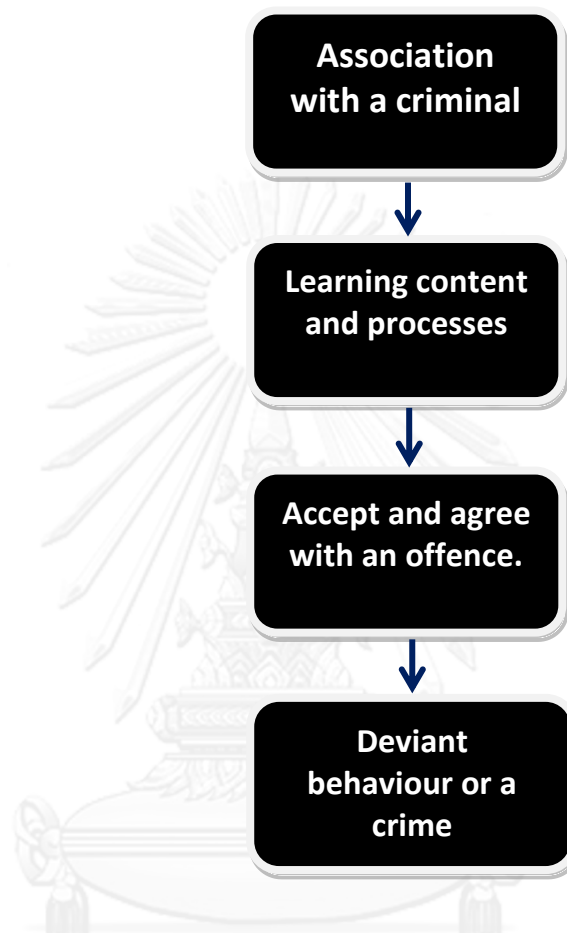 Association
with a criminal
Learning content
and processes
Accept and agree
with an offence.
Deviant
behaviour or a
crime